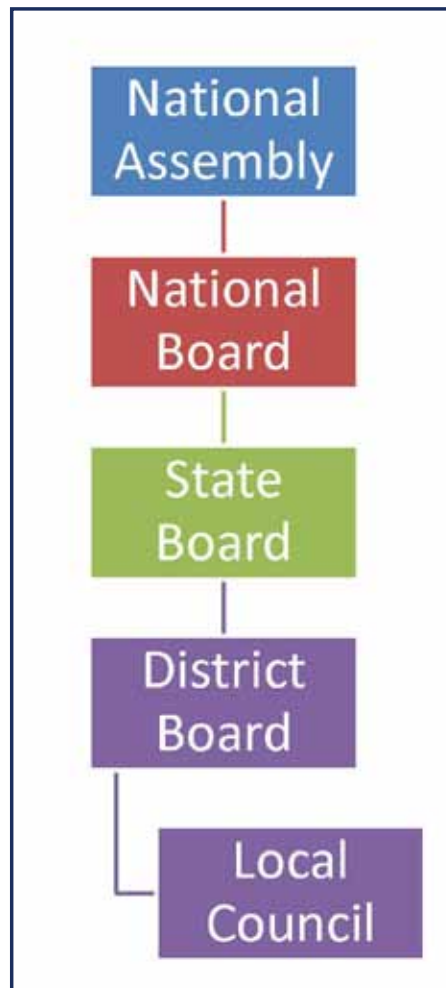 National
Assembly
National
Board
State
Board
District
Board
Local
Council